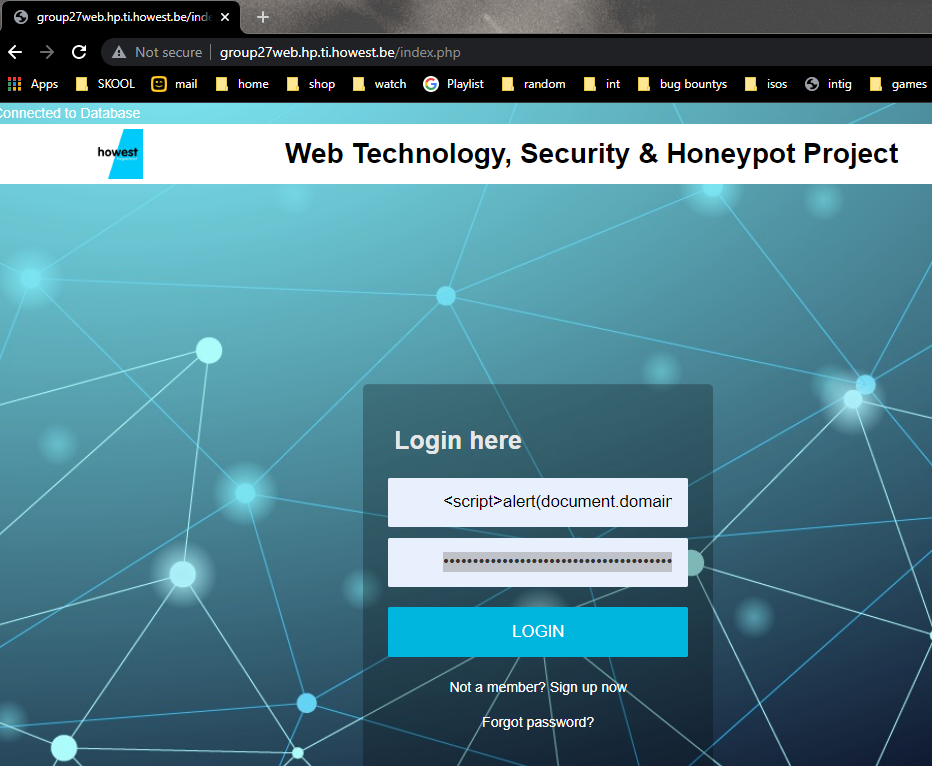 group27web.hp.ti.howest.be/inde
Not secure group27web.hp.ti.howest.be/index.php
Apps SKOOL mail home shop watch Playlist random int bug bountys isos intig games
Connected to Database
howest
Web Technology, Security & Honeypot Project
Login here
<script>alert(document.domair
LOGIN
Not a member? Sign up now
Forgot password?